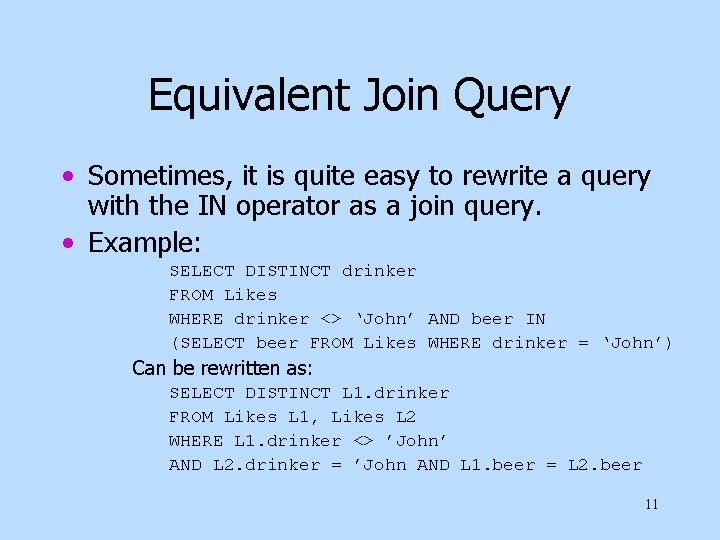 Equivalent Join Query
• Sometimes, it is quite easy to rewrite a query
with the IN operator as a join query.
• Example:
SELECT DISTINCT drinker
FROM Likes
WHERE drinker <> ‘John’ AND beer IN
(SELECT beer FROM Likes WHERE drinker = ‘John’)
Can be rewritten as:
SELECT DISTINCT L1.drinker
FROM Likes L1, Likes L2
WHERE L1.drinker <> ’John’
AND L2.drinker = ’John AND L1.beer = L2.beer
11